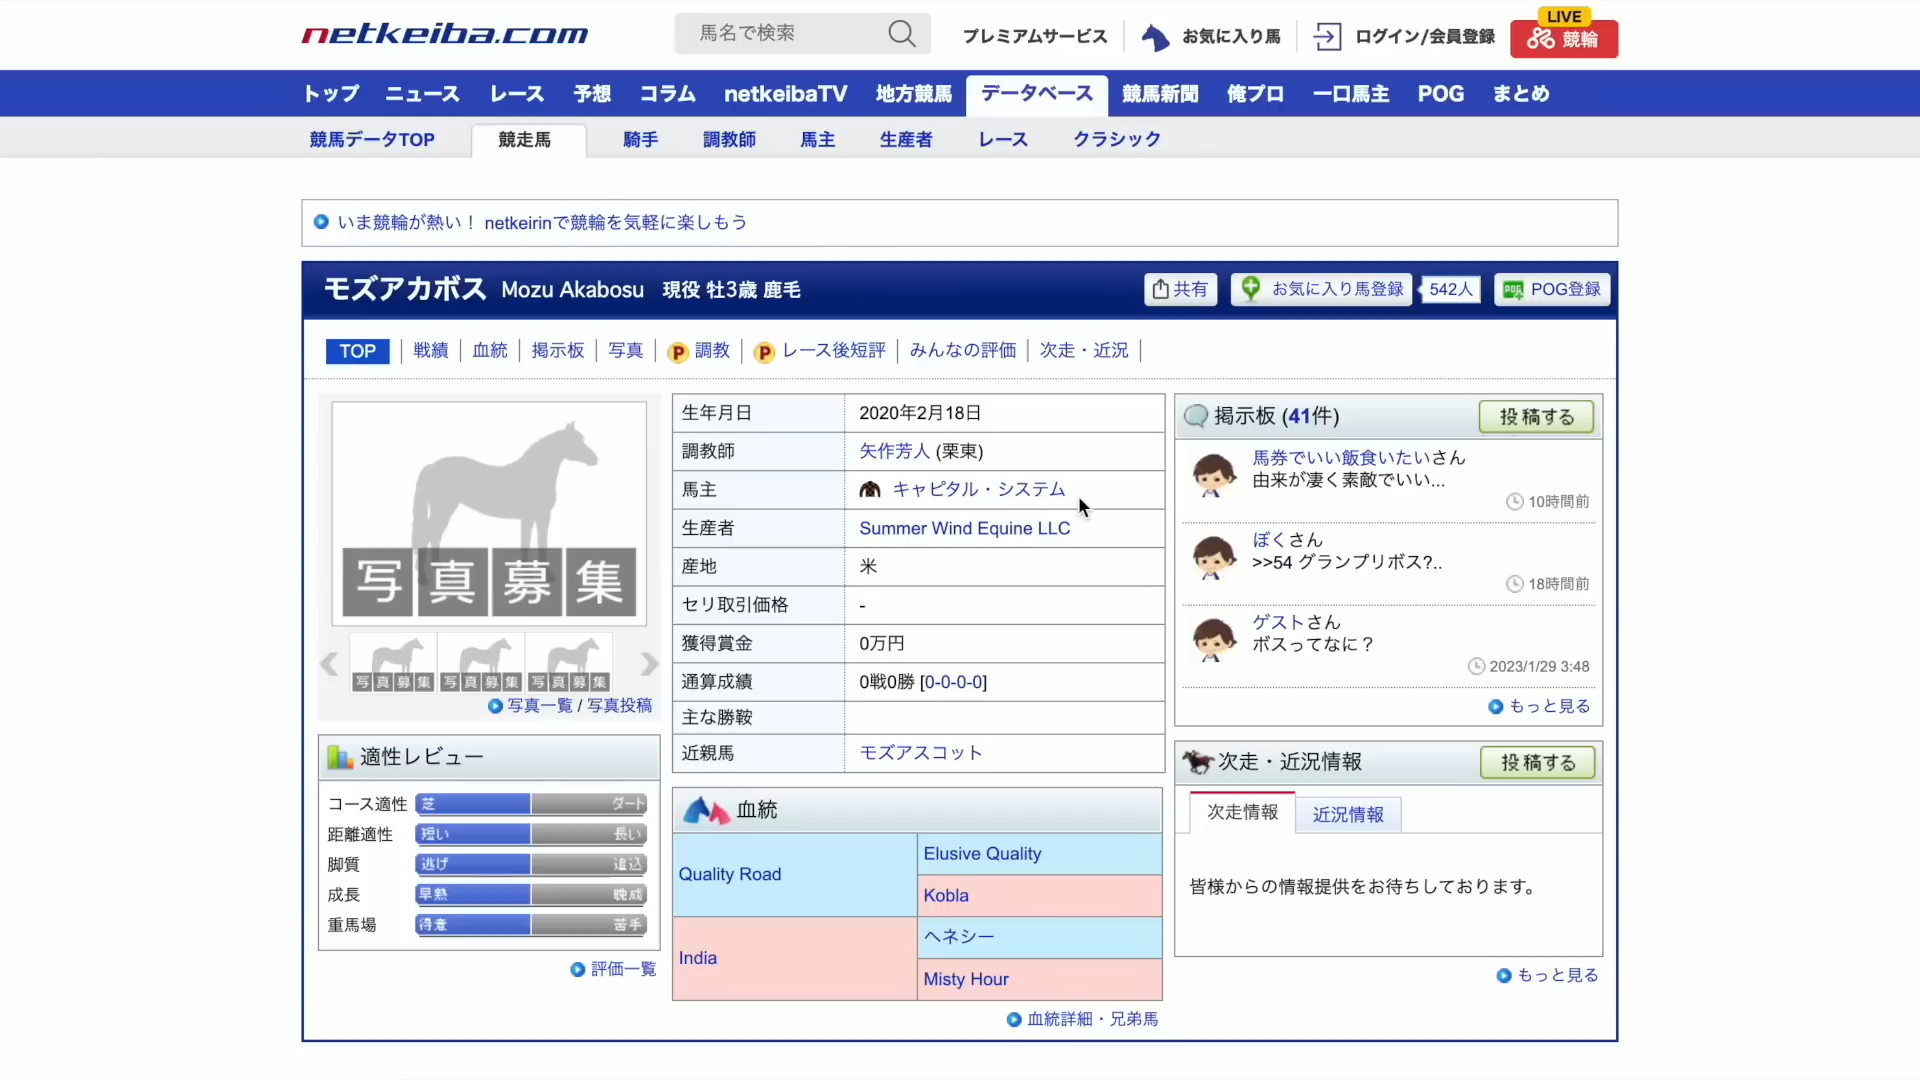 netkeiba.com
馬名で検索
プレミアムサービス
お気に入り馬
ログイン/会員登録
LIVE
競輪
トップ ニュース レース 予想 コラム netkeibaTV 地方競馬 データベース 競馬新聞 俺プロ 一口馬主 POG まとめ
競馬データTOP 競走馬 騎手 調教師 馬主 生産者 レース クラシック
いま競輪が熱い！ netkeirinで競輪を気軽に楽しもう
モズアカボス Mozu Akabosu 現役 牡3歳 鹿毛
共有
お気に入り馬登録
542人
POG登録
TOP 戦績 血統 掲示板 写真 P 調教 P レース後短評 みんなの評価 次走・近況
写真募集
写真募集 写真募集 写真募集
写真一覧 / 写真投稿
適性レビュー
コース適性 芝 ダート
距離適性 短い 長い
脚質 逃げ 追込
成長 早熟 晩成
重馬場 得意 苦手
評価一覧
生年月日 2020年2月18日
調教師 矢作芳人 (栗東)
馬主 キャピタル・システム
生産者 Summer Wind Equine LLC
産地 米
セリ取引価格 -
獲得賞金 0万円
通算成績 0戦0勝 [0-0-0-0]
主な勝鞍
近親馬 モズアスコット
血統
Quality Road
Elusive Quality
Kobla
India
ヘネシー
Misty Hour
血統詳細・兄弟馬
掲示板 (41件)
投稿する
馬券でいい飯食いたいさん
由来が凄く素敵でいい...
10時間前
ぼくさん
>>54 グランプリボス?..
18時間前
ゲストさん
ボスってなに？
2023/1/29 3:48
もっと見る
次走・近況情報
投稿する
次走情報 近況情報
皆様からの情報提供をお待ちしております。
もっと見る